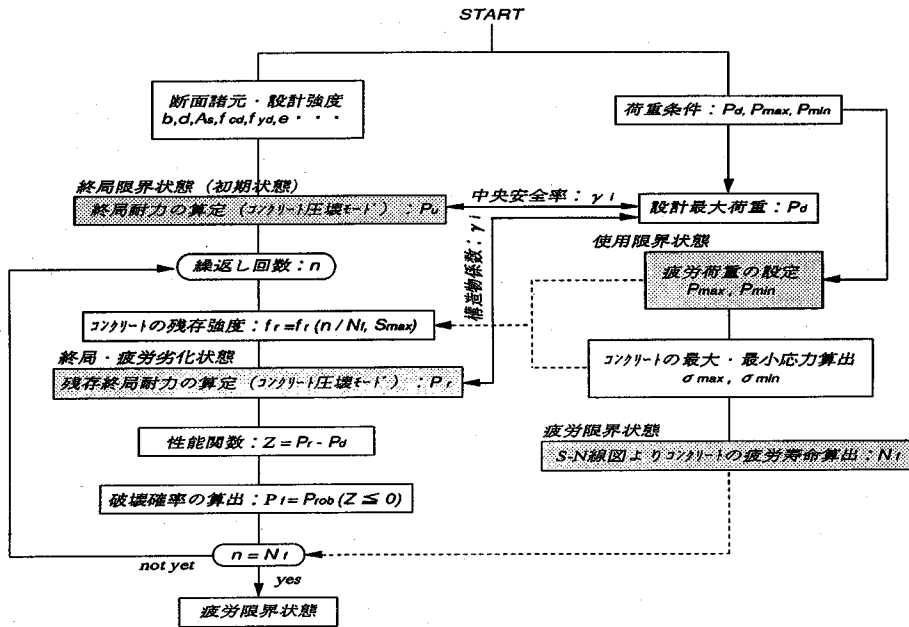 START
断面諸元・設計強度
b,d,As,fcd,fyd,e・・・
荷重条件：Pd,Pmax,Pmin
終局限界状態（初期状態）
終局耐力の算定（コンクリート圧壊モード）：Pu
中央安全率：γi
設計最大荷重：Pd
構造物係数：γi
使用限界状態
繰返し回数：n
疲労荷重の設定
Pmax,Pmin
コンクリートの残存強度：fr=fr(n/Nf,Smax)
終局・疲労劣化状態
残存終局耐力の算定（コンクリート圧壊モード）：Pr
コンクリートの最大・最小応力算出
σmax,σmin
性能関数：Z=Pr-Pd
疲労限界状態
S-N線図よりコンクリートの疲労寿命算出：Nf
破壊確率の算出：Pf=Prob(Z≦0)
n=Nf
not yet
yes
疲労限界状態